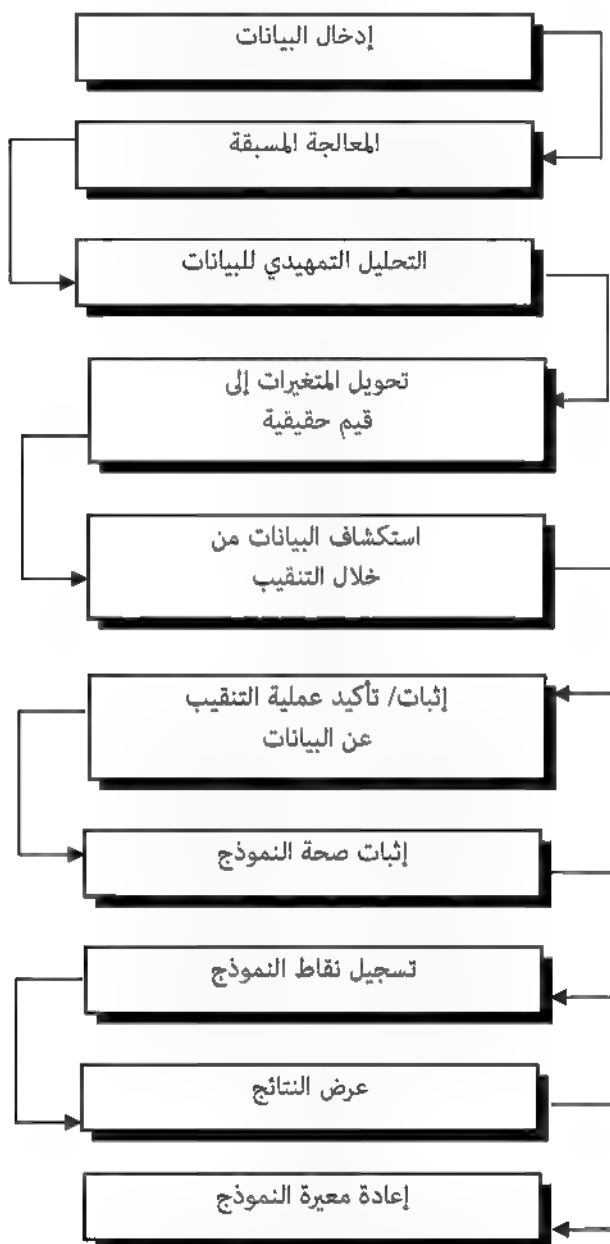 إدخال البيانات
المعالجة المسبقة
التحليل التمهيدي للبيانات
تحويل المتغيرات إلى
قيم حقيقية
استكشاف البيانات من
خلال التنقيب
إثبات/ تأكيد عملية التنقيب
عن البيانات
إثبات صحة النموذج
تسجيل نقاط النموذج
عرض النتائج
إعادة معيرة النموذج